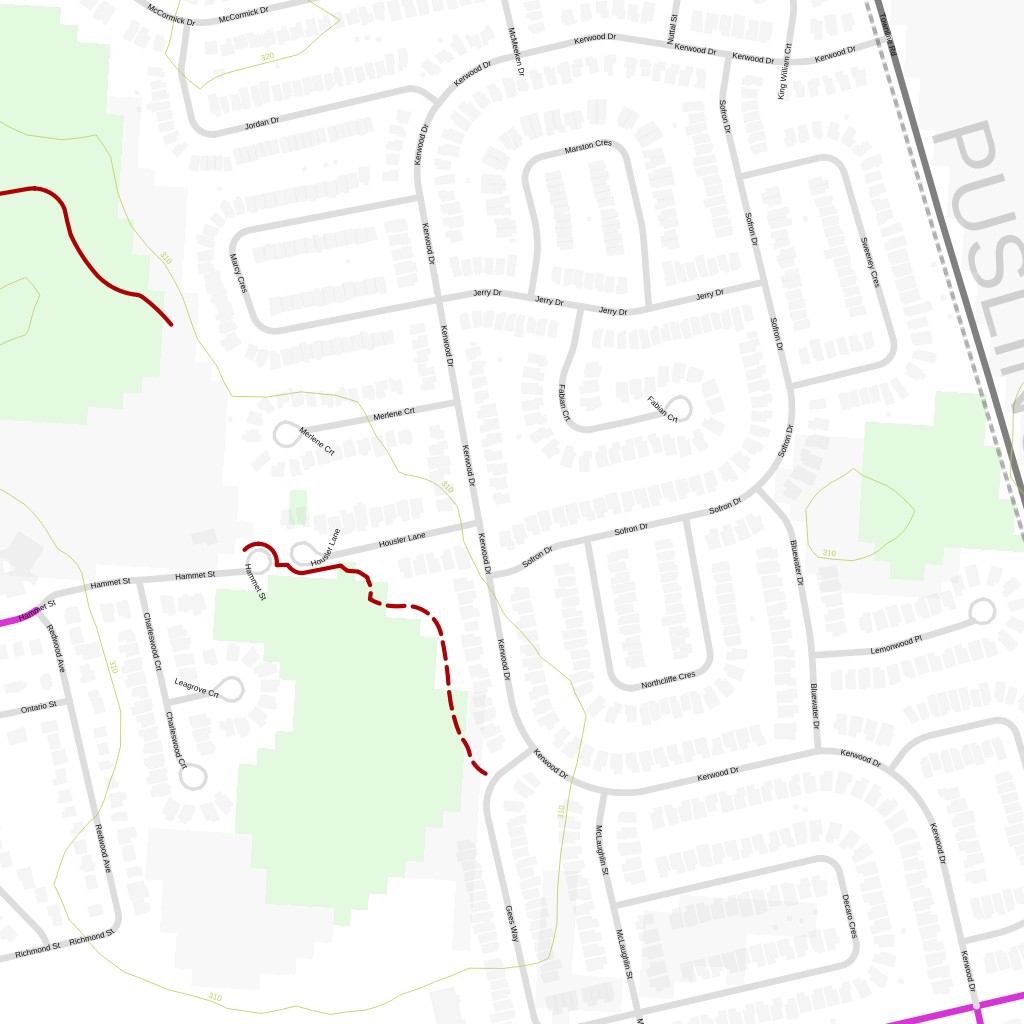 McCormick Dr
McCormick Dr
320
McMeeken Dr
Kerwood Dr
Nuttal St
Kerwood Dr
Kerwood Dr
King William Crt
Kerwood Dr
Townline Rd
Kerwood Dr
Jordan Dr
Kerwood Dr
Sofron Dr
Marston Cres
PUSLIN
310
Marcy Cres
Kerwood Dr
Sofron Dr
Sweeney Cres
Jerry Dr
Jerry Dr
Jerry Dr
Jerry Dr
Kerwood Dr
Sofron Dr
Fabian Crt
Fabian Crt
Merlene Crt
Merlene Crt
Kerwood Dr
Sofron Dr
310
Sofron Dr
Sofron Dr
Sofron Dr
Housler Lane
Housler Lane
Kerwood Dr
310
Bluewater Dr
Hammet St
Hammet St
Hammet St
Hammet St
Redwood Ave
Charleswood Crt
310
Leagrove Crt
Kerwood Dr
Lemonwood Pl
Northcliffe Cres
Bluewater Dr
Ontario St
Charleswood Crt
Kerwood Dr
Kerwood Dr
Kerwood Dr
310
Redwood Ave
McLaughlin St
Kerwood Dr
Gees Way
Decaro Cres
Richmond St
Richmond St
McLaughlin St
Kerwood Dr
310
M